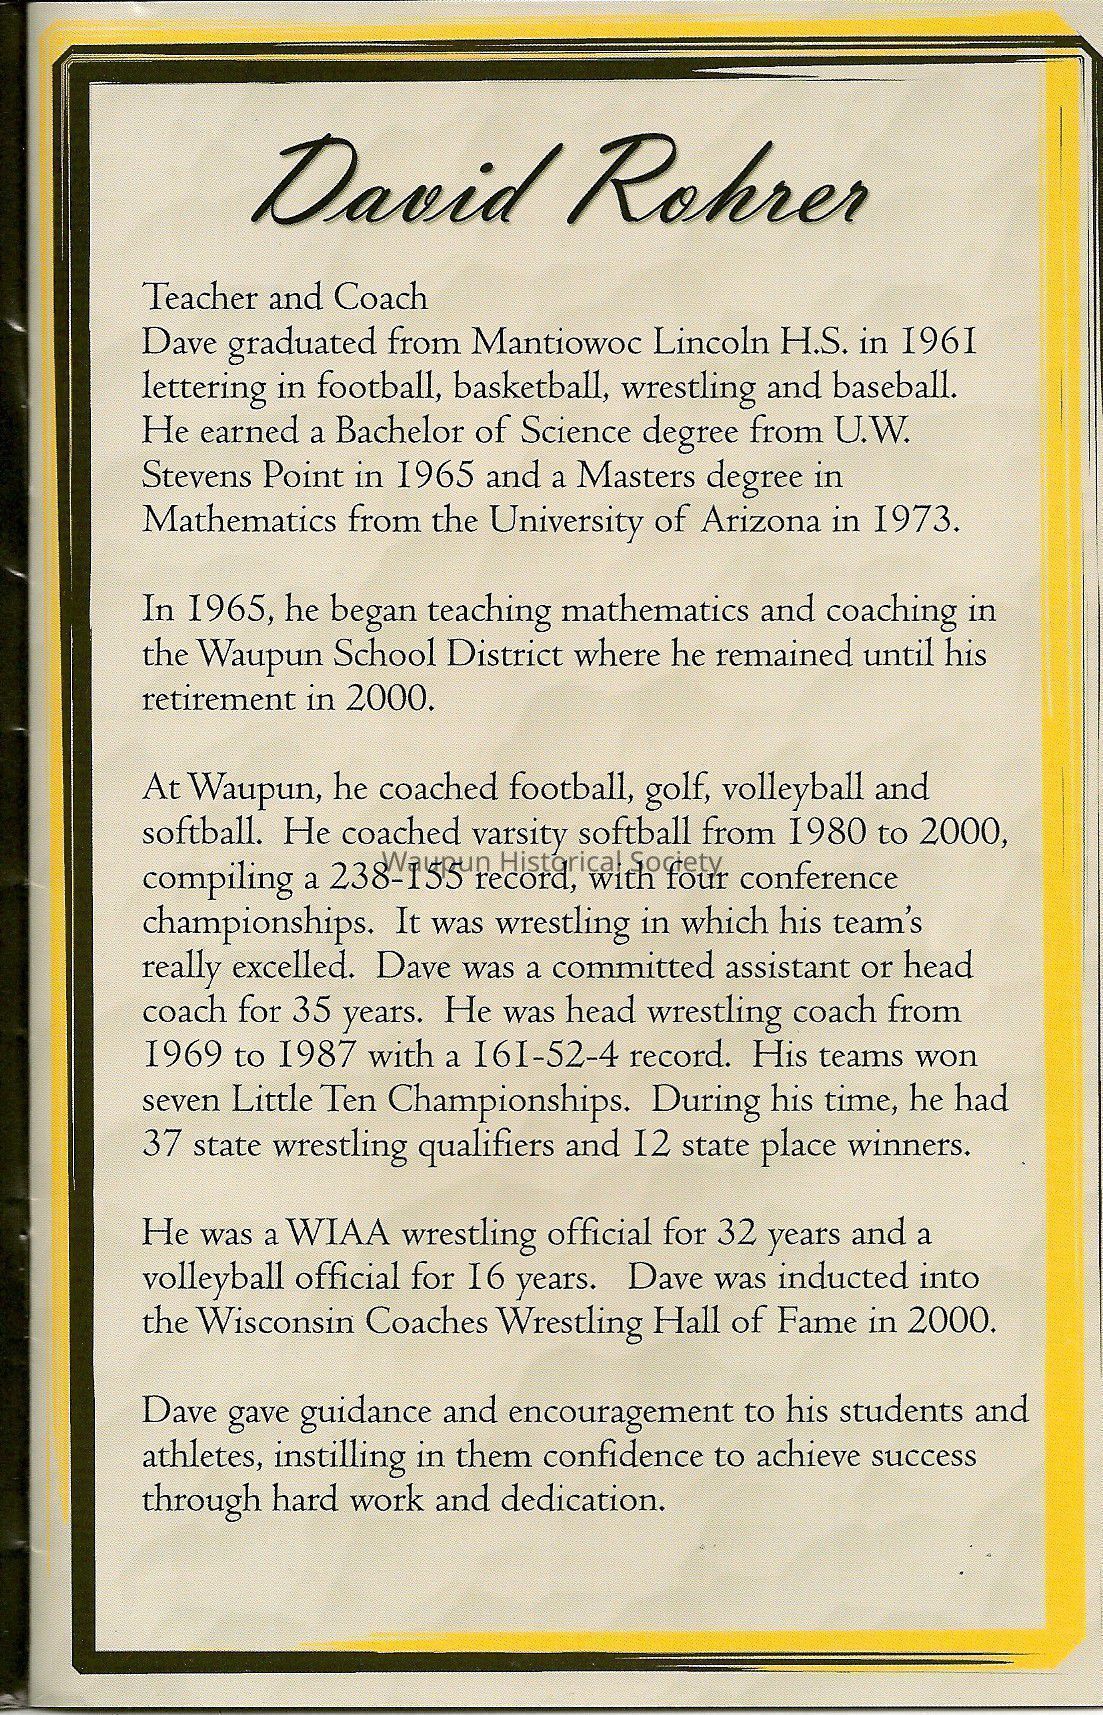 David Rohrer
Teacher and Coach
Dave graduated from Mantiowoc Lincoln H.S. in 1961
lettering in football, basketball, wrestling and baseball.
He earned a Bachelor of Science degree from U.W.
Stevens Point in 1965 and a Masters degree in
Mathematics from the University of Arizona in 1973.
In 1965, he began teaching mathematics and coaching in
the Waupun School District where he remained until his
retirement in 2000.
At Waupun, he coached football, golf, volleyball and
softball. He coached varsity softball from 1980 to 2000,
Waupun Historical Society
compiling a 238-155 record, with four conference
championships. It was wrestling in which his team's
really excelled. Dave was a committed assistant or head
coach for 35 years. He was head wrestling coach from
1969 to 1987 with a 161-52-4 record. His teams won
seven Little Ten Championships. During his time, he had
37 state wrestling qualifiers and 12 state place winners.
He was a WIAA wrestling official for 32 years and a
volleyball official for 16 years. Dave was inducted into
the Wisconsin Coaches Wrestling Hall of Fame in 2000.
Dave gave guidance and encouragement to his students and
athletes, instilling in them confidence to achieve success
through hard work and dedication.